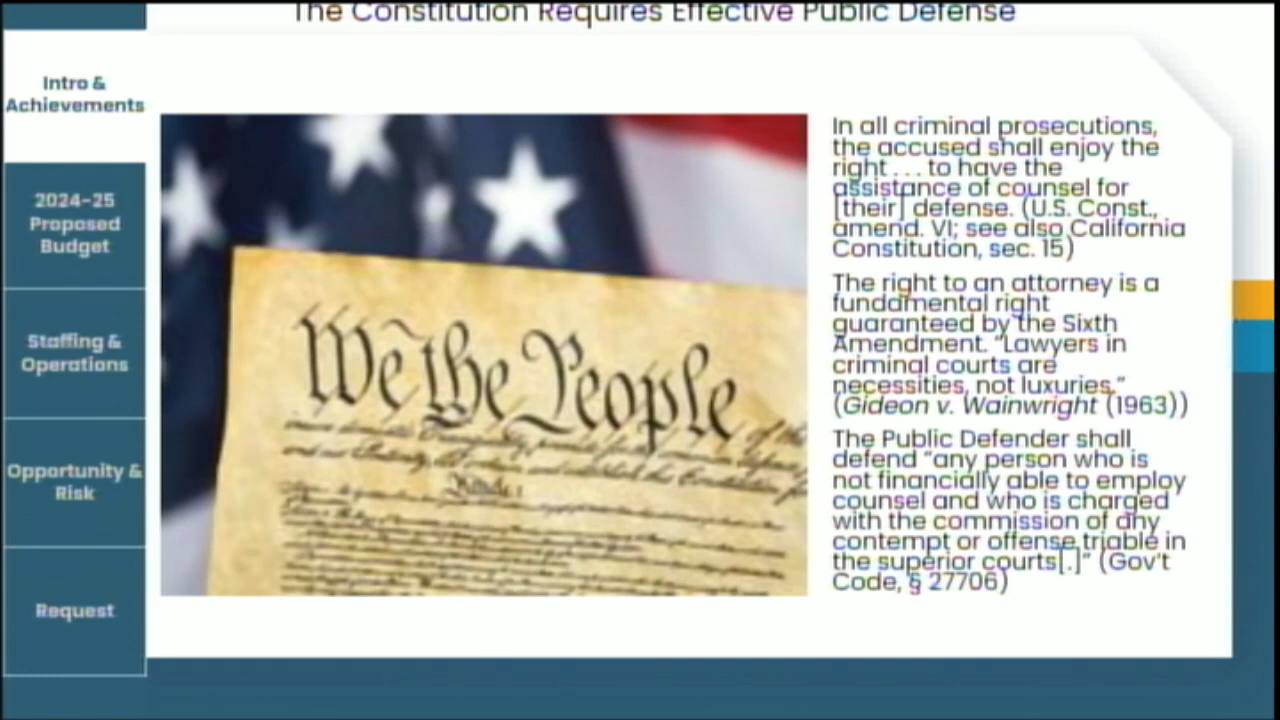 The Constitution Requires Effective Public Defense
Intro &
Achievements
2024-25
Proposed
Budget
Staffing &
Operations
Opportunity &
Risk
Request
We the People
of the
In all criminal prosecutions,
the accused shall enjoy the
right . . . to have the
assistance of counsel for
[their] defense. (U.S. Const.,
amend. VI; see also California
Constitution, sec. 15)
The right to an attorney is a
fundamental right
guaranteed by the Sixth
Amendment. “Lawyers in
criminal courts are
necessities, not luxuries.”
(Gideon v. Wainwright (1963))
The Public Defender shall
defend “any person who is
not financially able to employ
counsel and who is charged
with the commission of any
contempt or offense triable in
the superior courts[.]” (Gov’t
Code, § 27706)